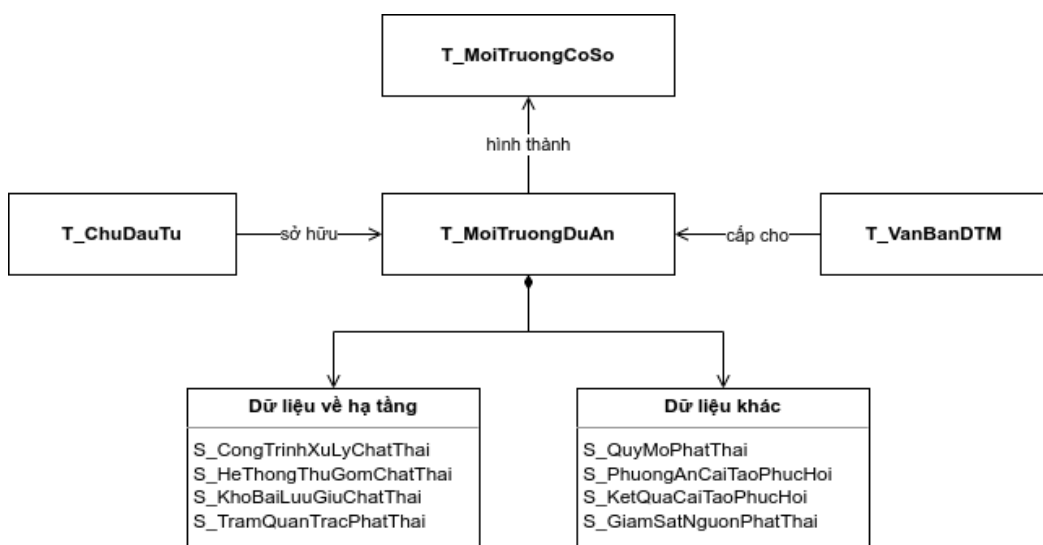 T_MoiTruongCoSo
hình thành
T_ChuDauTu
sở hữu
T_MoiTruongDuAn
cấp cho
T_VanBanDTM
Dữ liệu về hạ tầng
S_CongTrinhXuLyChatThai
S_HeThongThuGomChatThai
S_KhoBaiLuuGiuChatThai
S_TramQuanTracPhatThai
Dữ liệu khác
S_QuyMoPhatThai
S_PhuongAnCaiTaoPhucHoi
S_KetQuaCaiTaoPhucHoi
S_GiamSatNguonPhatThai